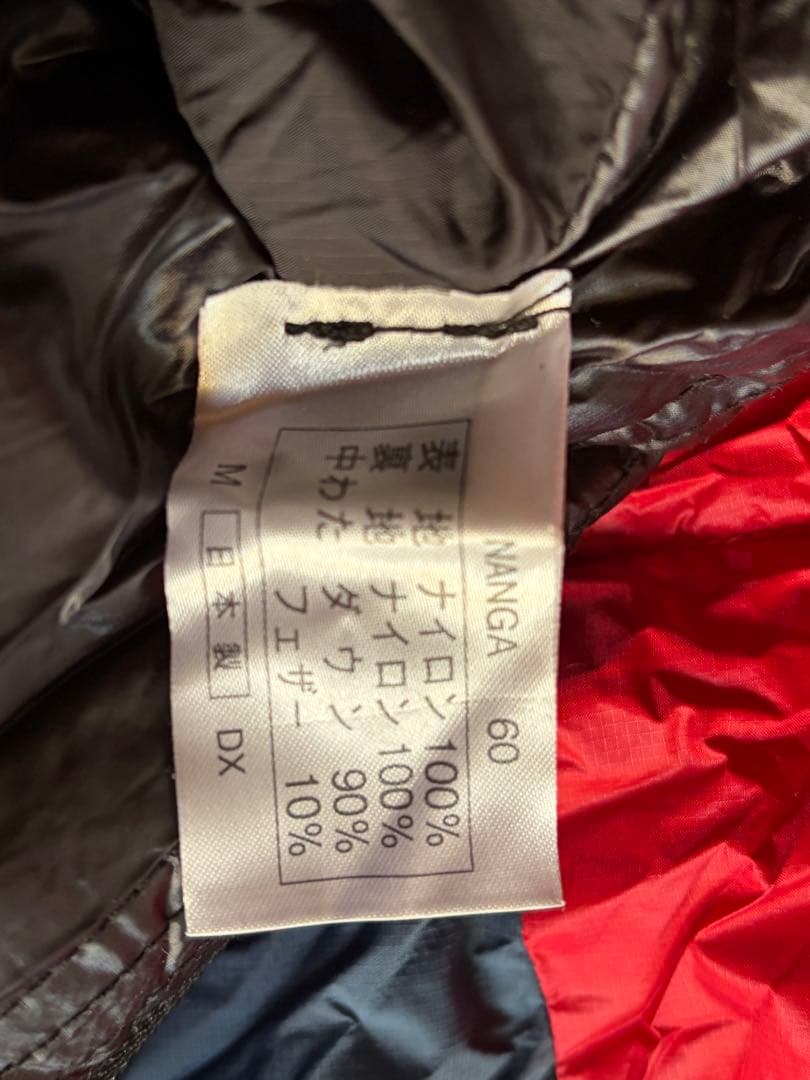 NANGA 60
表 地 ナイロン 100%
裏 地 ナイロン 100%
中わた ダウン 90%
フェザー 10%
M 日本製 DX